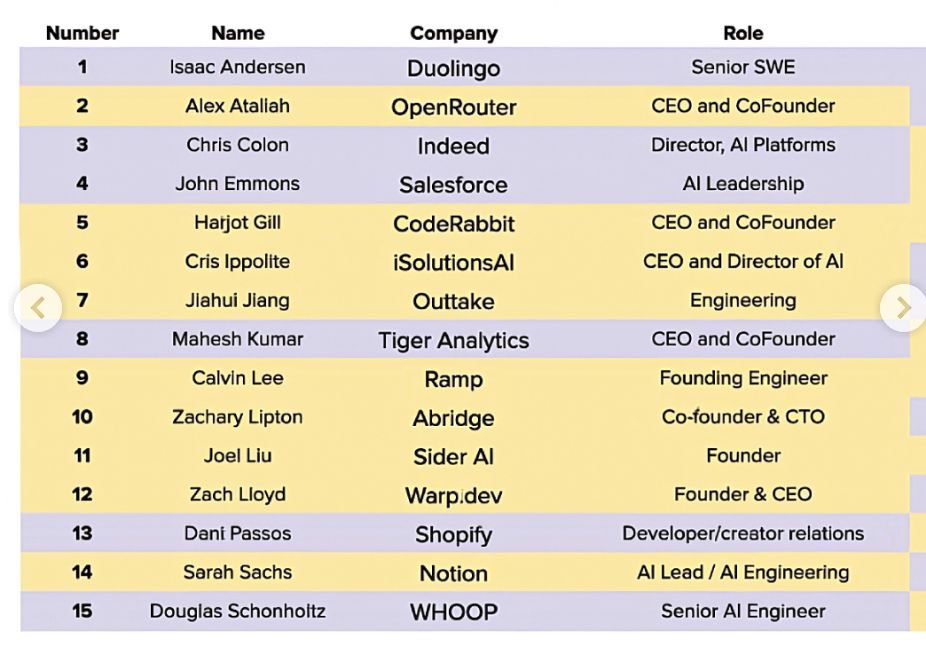 Number Name Company Role
1 Isaac Andersen Duolingo Senior SWE
2 Alex Atallah OpenRouter CEO and CoFounder
3 Chris Colon Indeed Director, AI Platforms
4 John Emmons Salesforce AI Leadership
5 Harjot Gill CodeRabbit CEO and CoFounder
6 Cris Ippolite iSolutionsAI CEO and Director of AI
7 Jiahui Jiang Outtake Engineering
8 Mahesh Kumar Tiger Analytics CEO and CoFounder
9 Calvin Lee Ramp Founding Engineer
10 Zachary Lipton Abridge Co-founder & CTO
11 Joel Liu Sider AI Founder
12 Zach Lloyd Warp.dev Founder & CEO
13 Dani Passos Shopify Developer/creator relations
14 Sarah Sachs Notion AI Lead / AI Engineering
15 Douglas Schonholtz WHOOP Senior AI Engineer